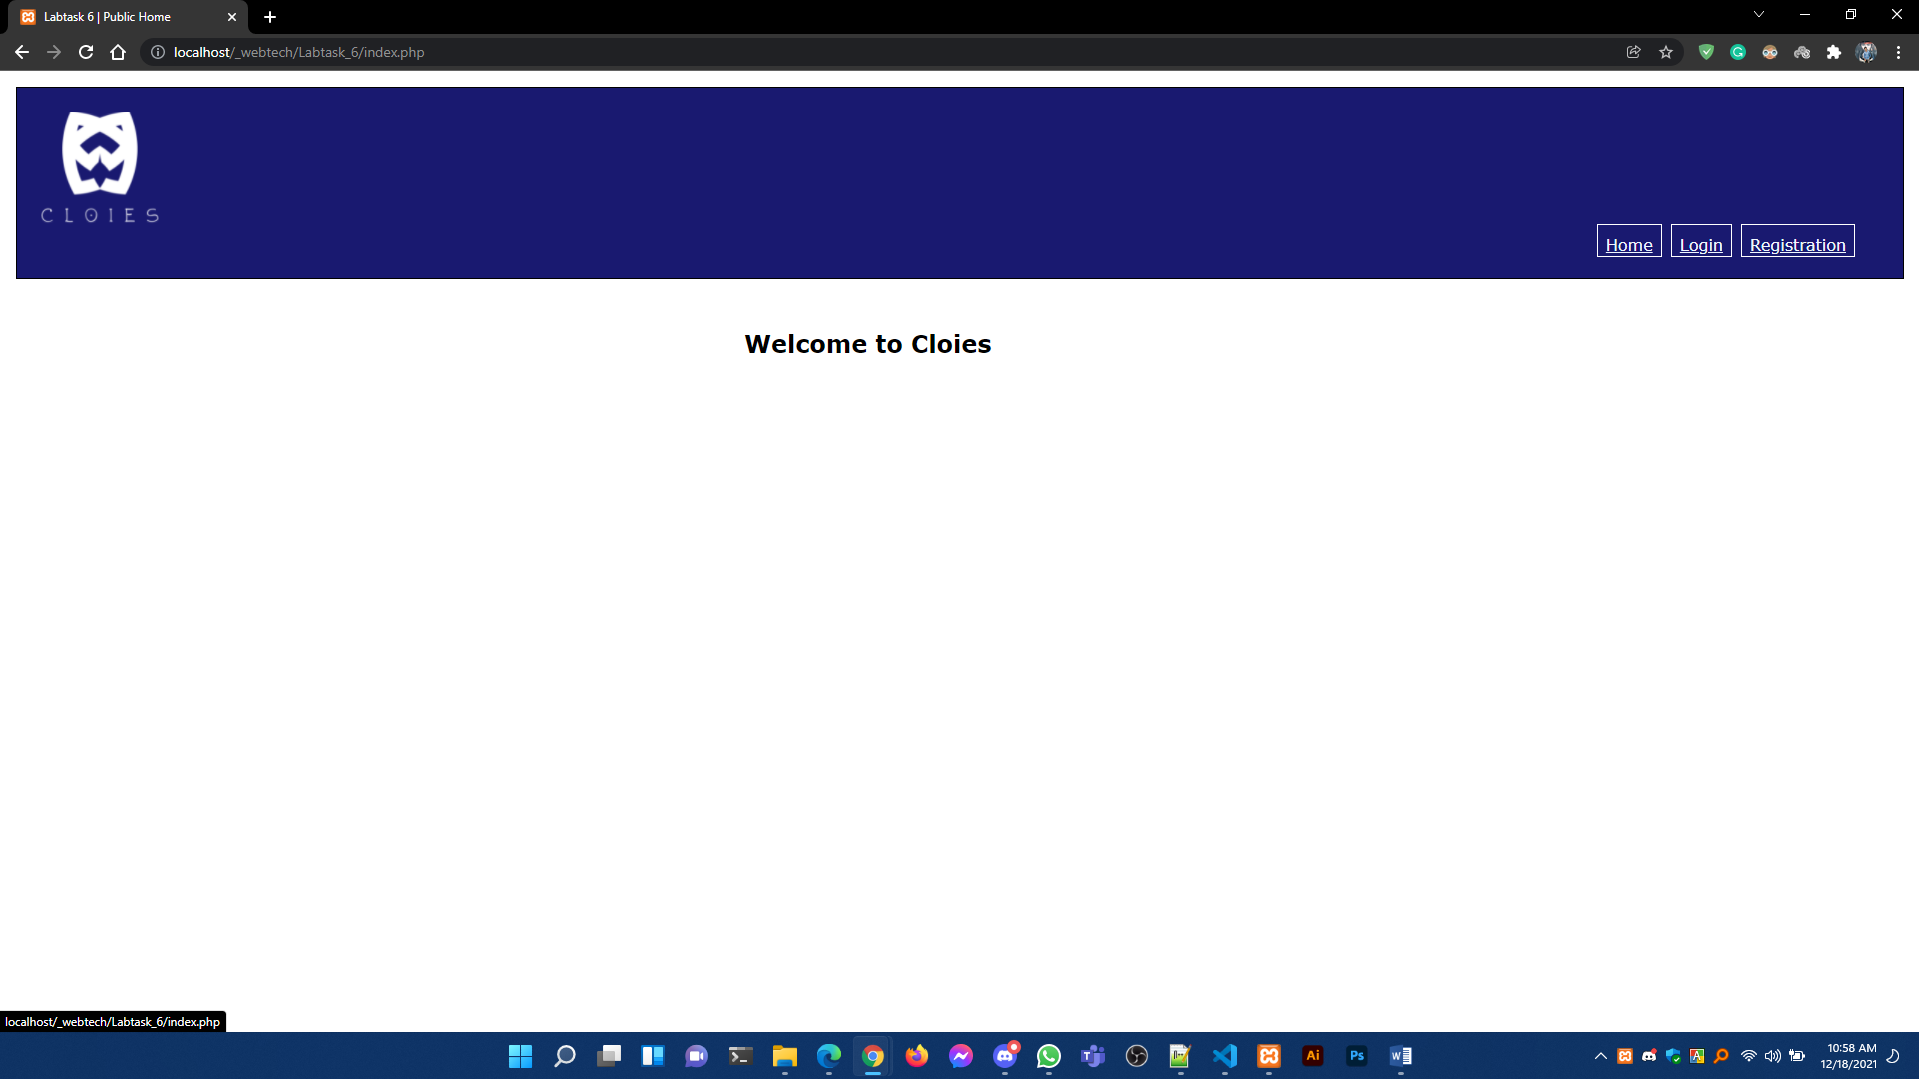 Labtask 6 | Public Home
localhost/_webtech/Labtask_6/index.php
CLOIES
Home Login Registration
Welcome to Cloies
localhost/_webtech/Labtask_6/index.php
Ai Ps
10:58 AM
12/18/2021